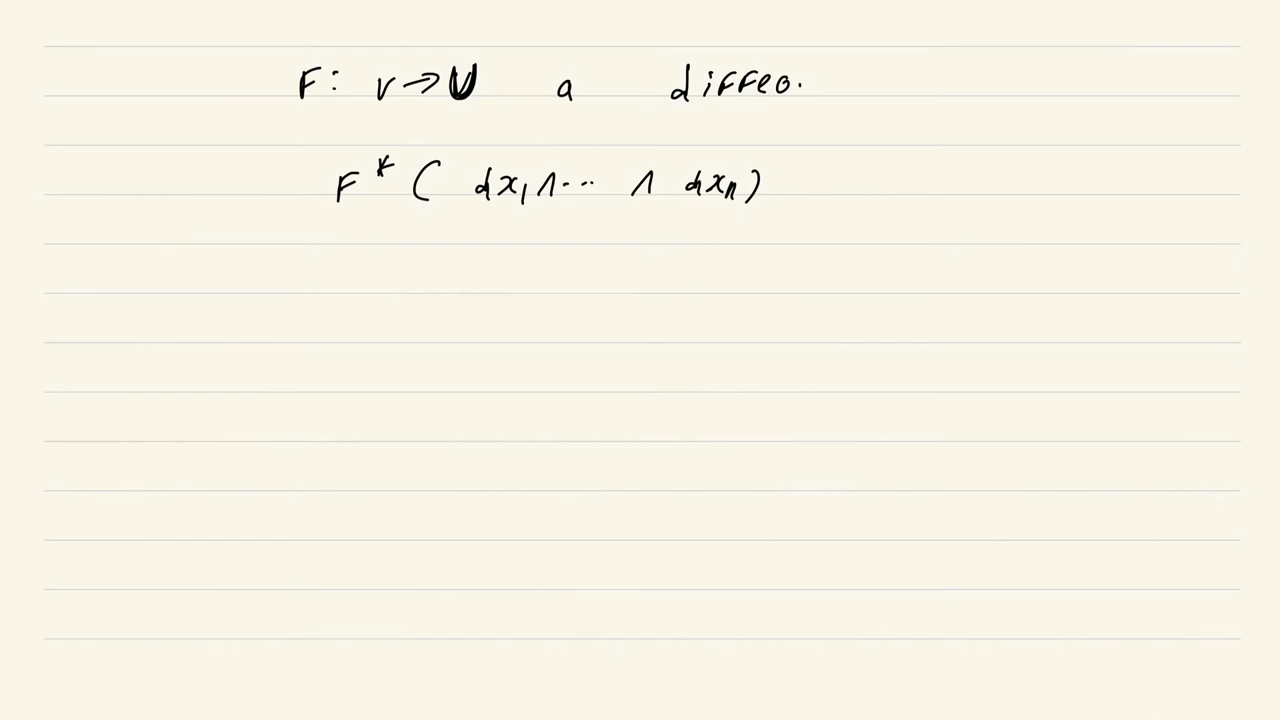 F: V → U a diffeo.
F* ( dx₁ ∧ ··· ∧ dxₙ )